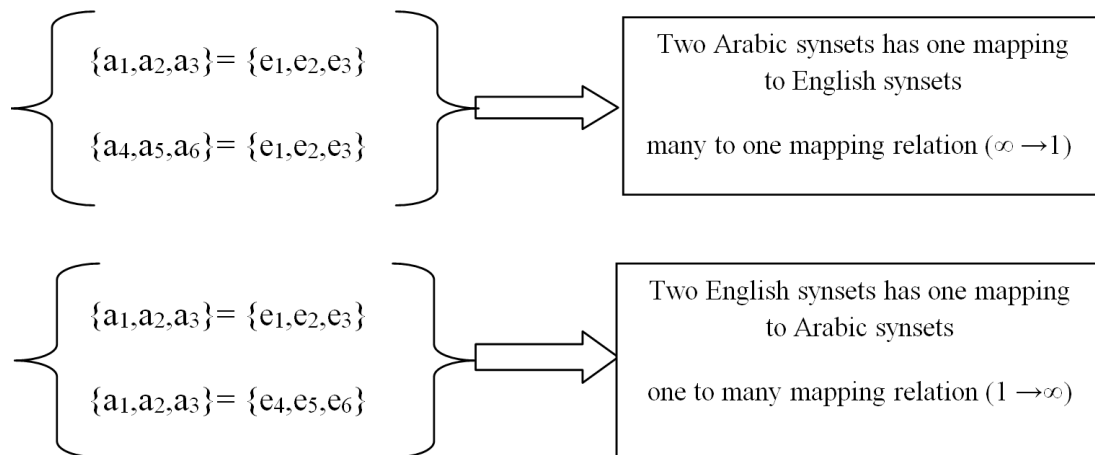 {a₁,a₂,a₃}= {e₁,e₂,e₃}
{a₄,a₅,a₆}= {e₁,e₂,e₃}
Two Arabic synsets has one mapping
to English synsets
many to one mapping relation (∞ →1)
{a₁,a₂,a₃}= {e₁,e₂,e₃}
{a₁,a₂,a₃}= {e₄,e₅,e₆}
Two English synsets has one mapping
to Arabic synsets
one to many mapping relation (1 →∞)